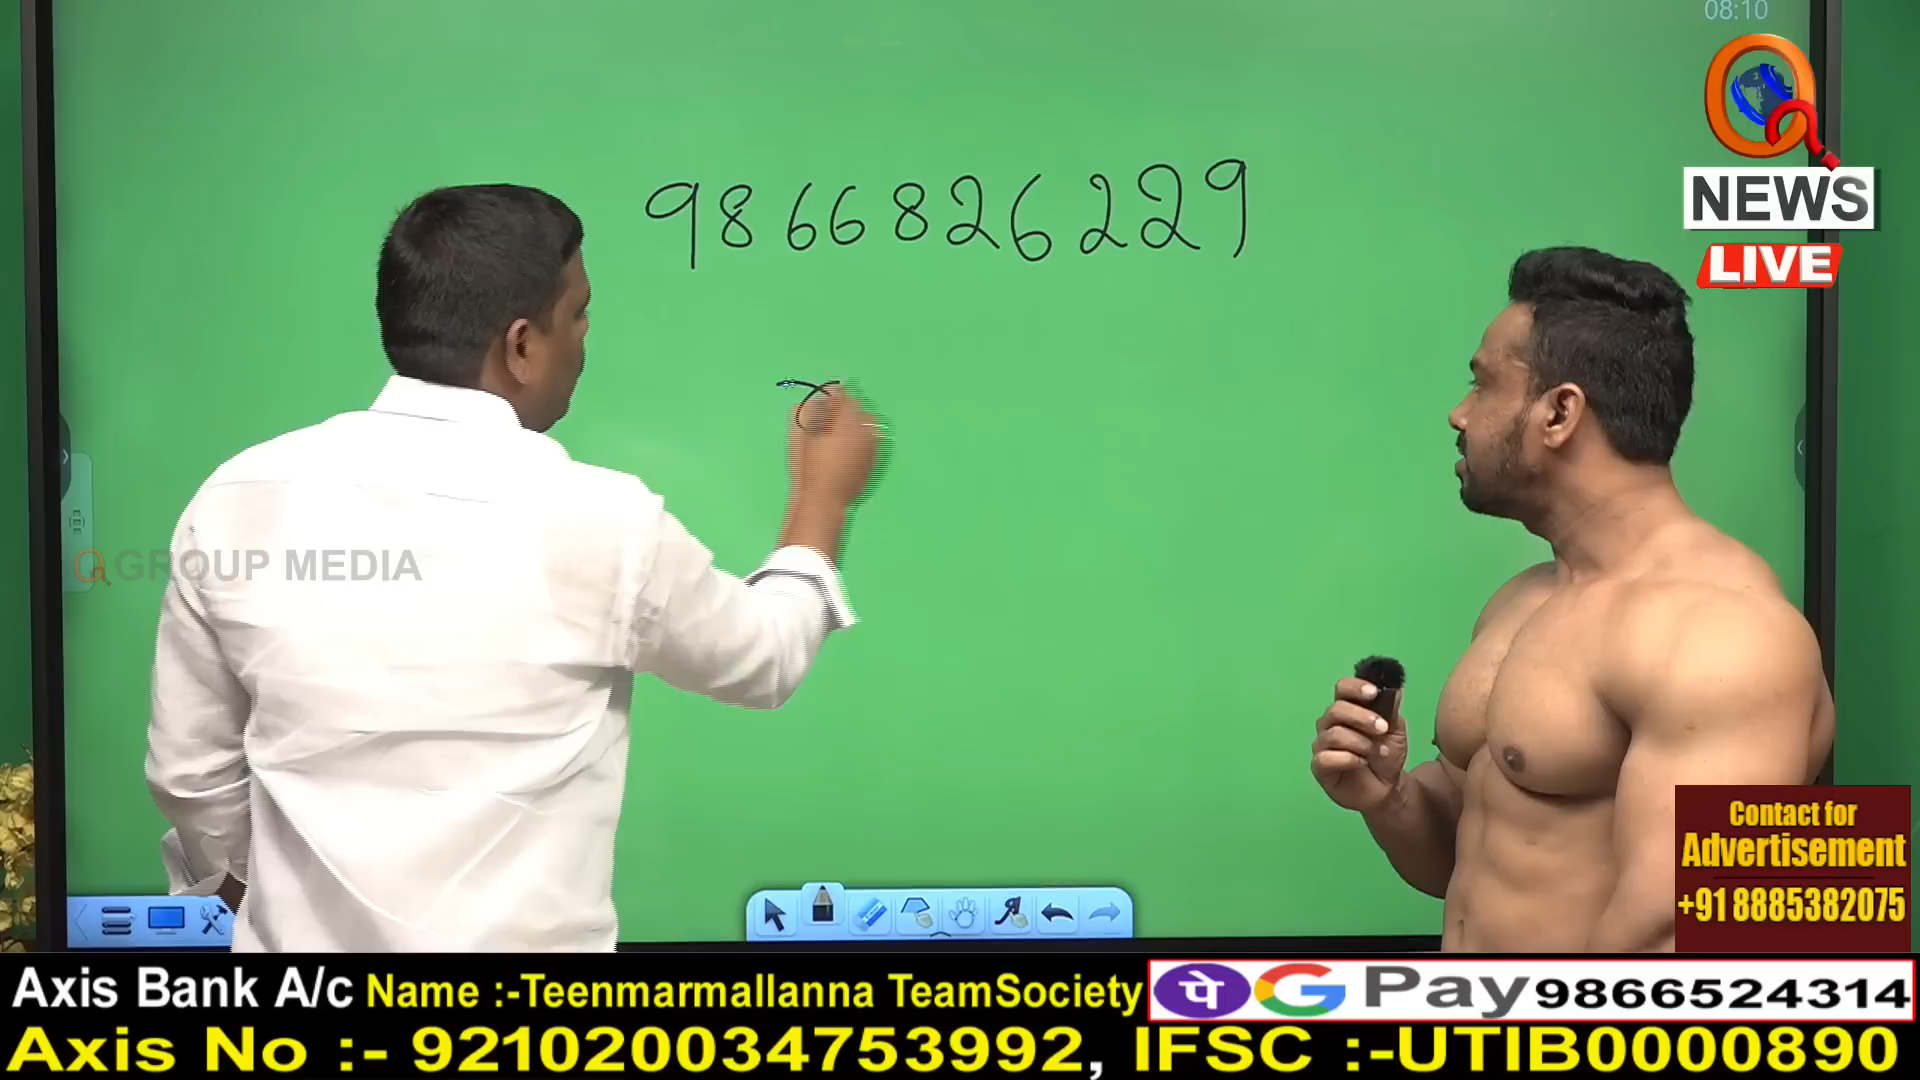 08:10
9866826229
NEWS
LIVE
GROUP MEDIA
Contact for
Advertisement
+91 8885382075
Axis Bank A/c Name :-Teenmarmallanna TeamSociety
पे G Pay 9866524314
Axis No :- 921020034753992, IFSC :-UTIB0000890